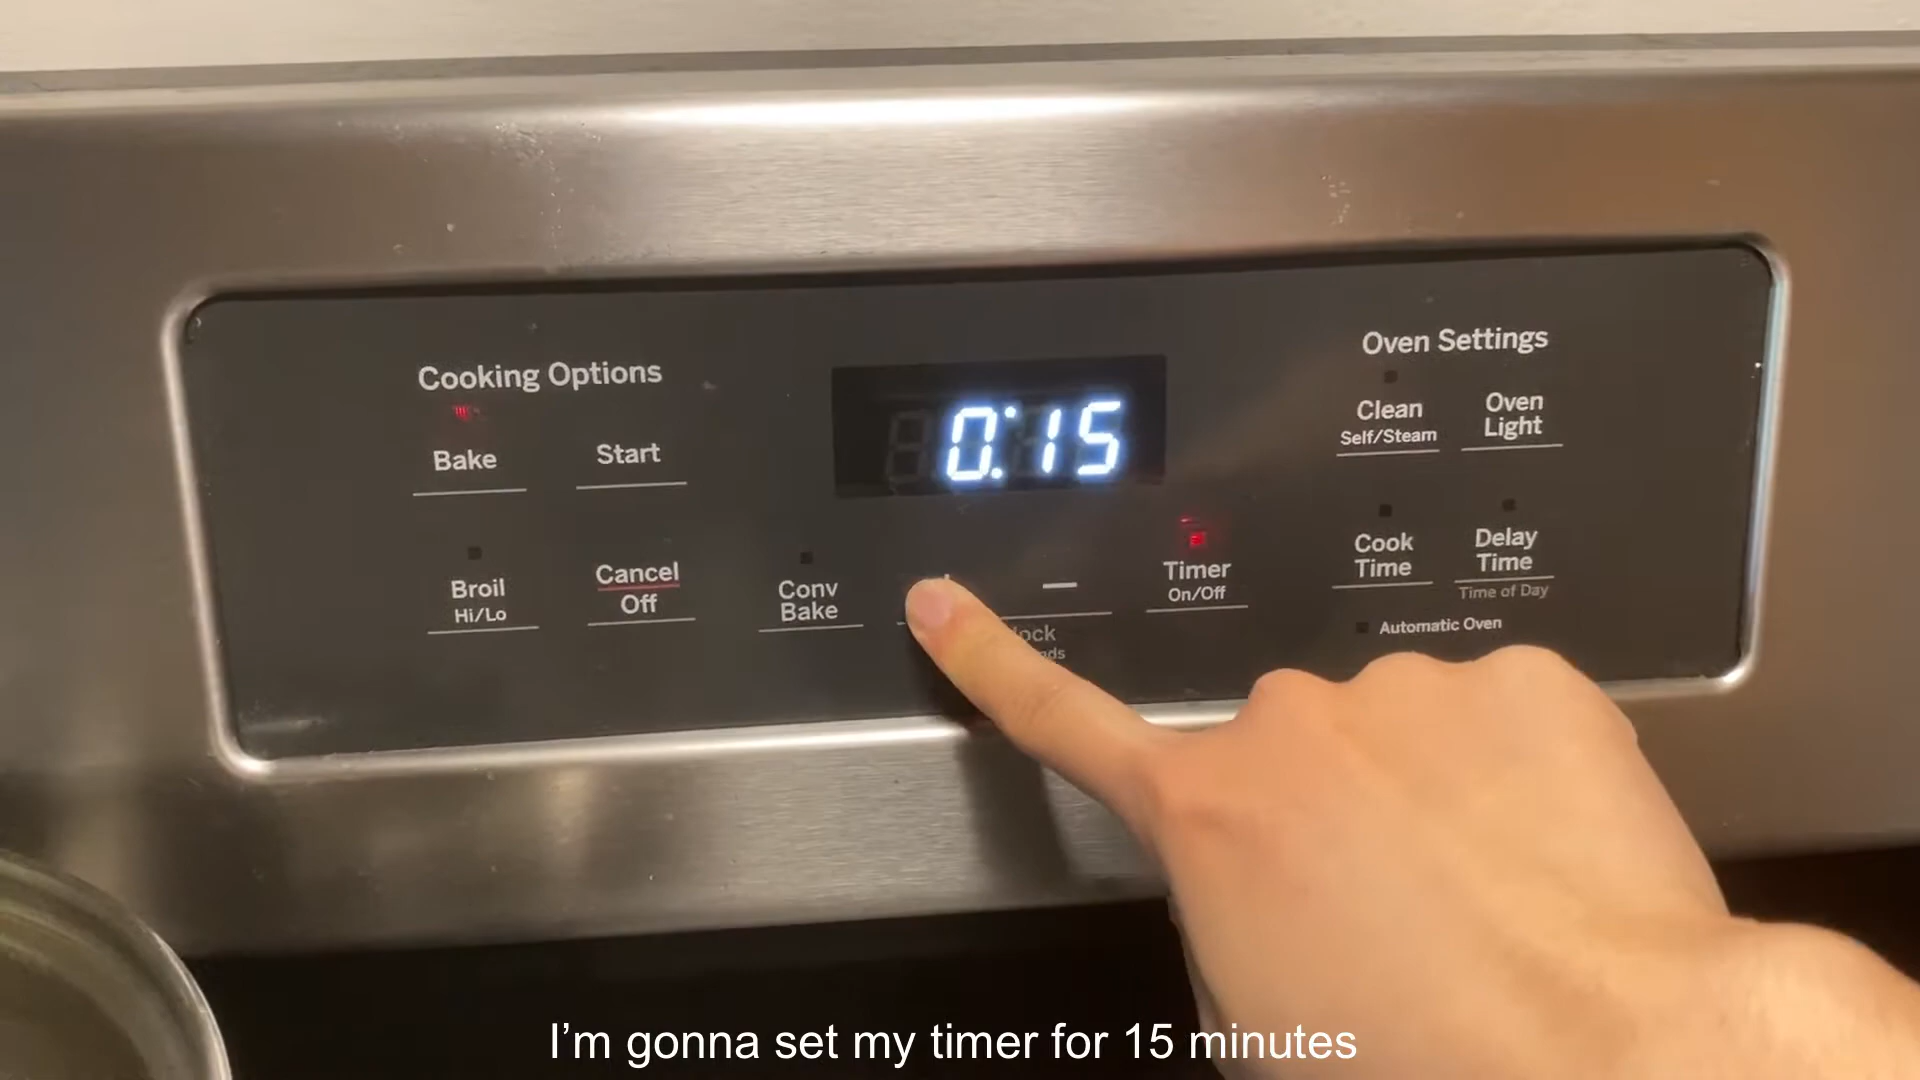 Cooking Options
Bake
Start
Broil
Hi/Lo
Cancel
Off
Conv
Bake
0:15
Timer
On/Off
Oven Settings
Clean
Self/Steam
Oven
Light
Cook
Time
Delay
Time
Time of Day
Automatic Oven
I’m gonna set my timer for 15 minutes